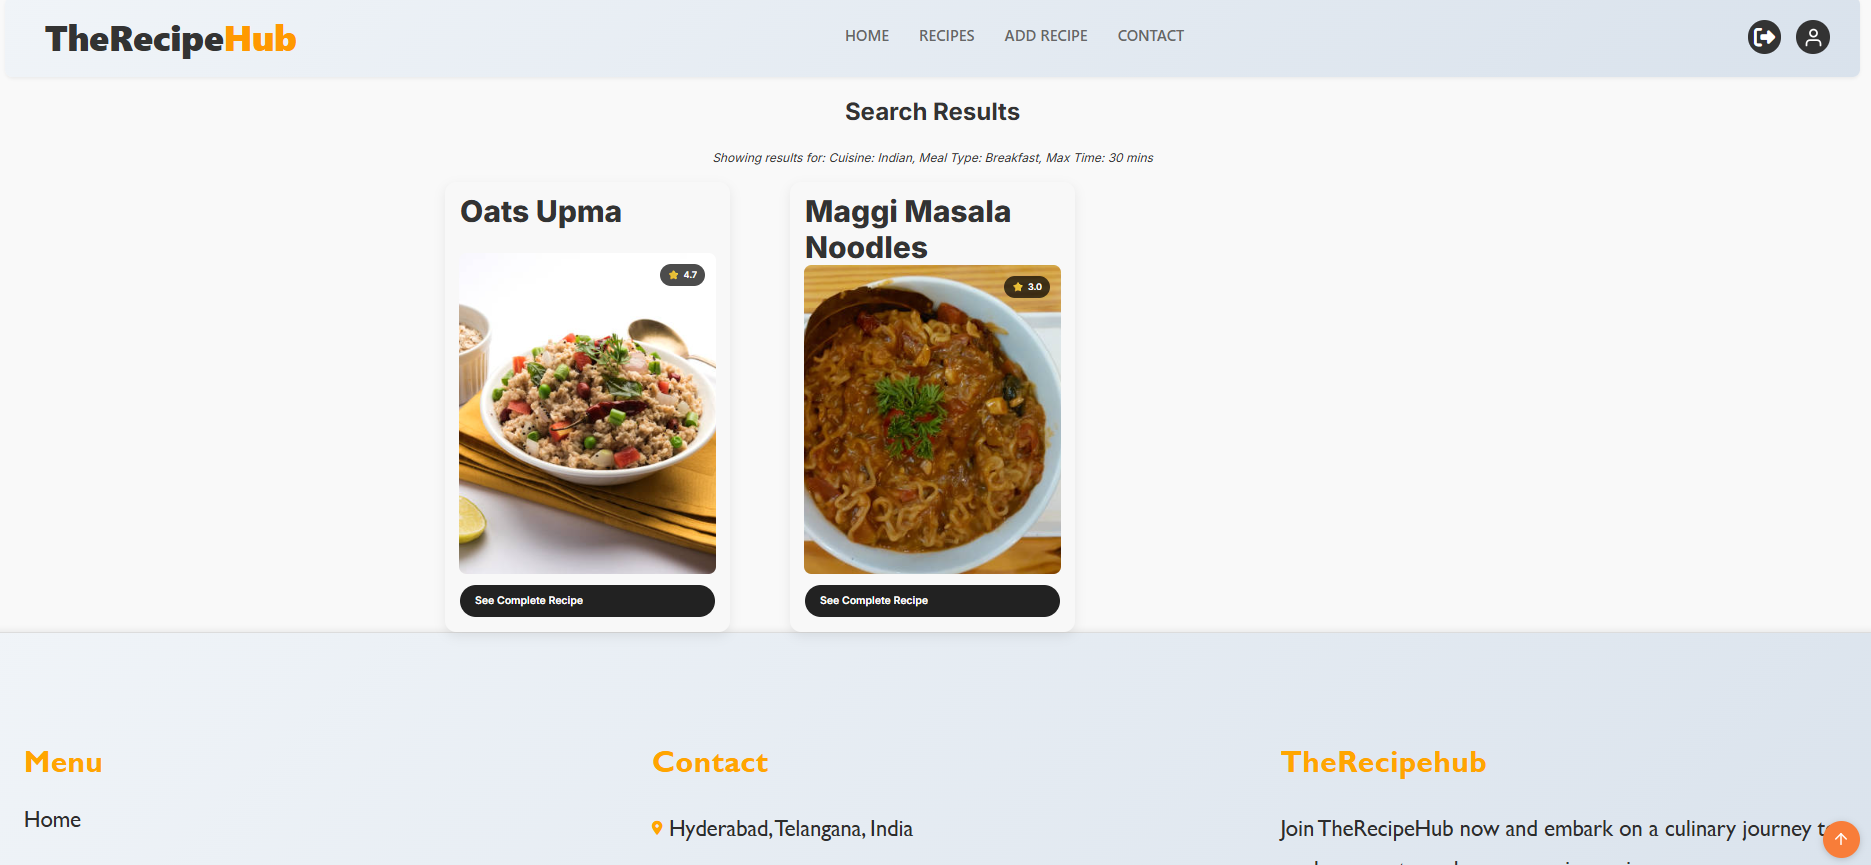 TheRecipeHub
HOME RECIPES ADD RECIPE CONTACT
Search Results
Showing results for: Cuisine: Indian, Meal Type: Breakfast, Max Time: 30 mins
Oats Upma
4.7
See Complete Recipe
Maggi Masala
Noodles
3.0
See Complete Recipe
Menu
Home
Contact
Hyderabad,Telangana, India
TheRecipehub
Join TheRecipeHub now and embark on a culinary journey